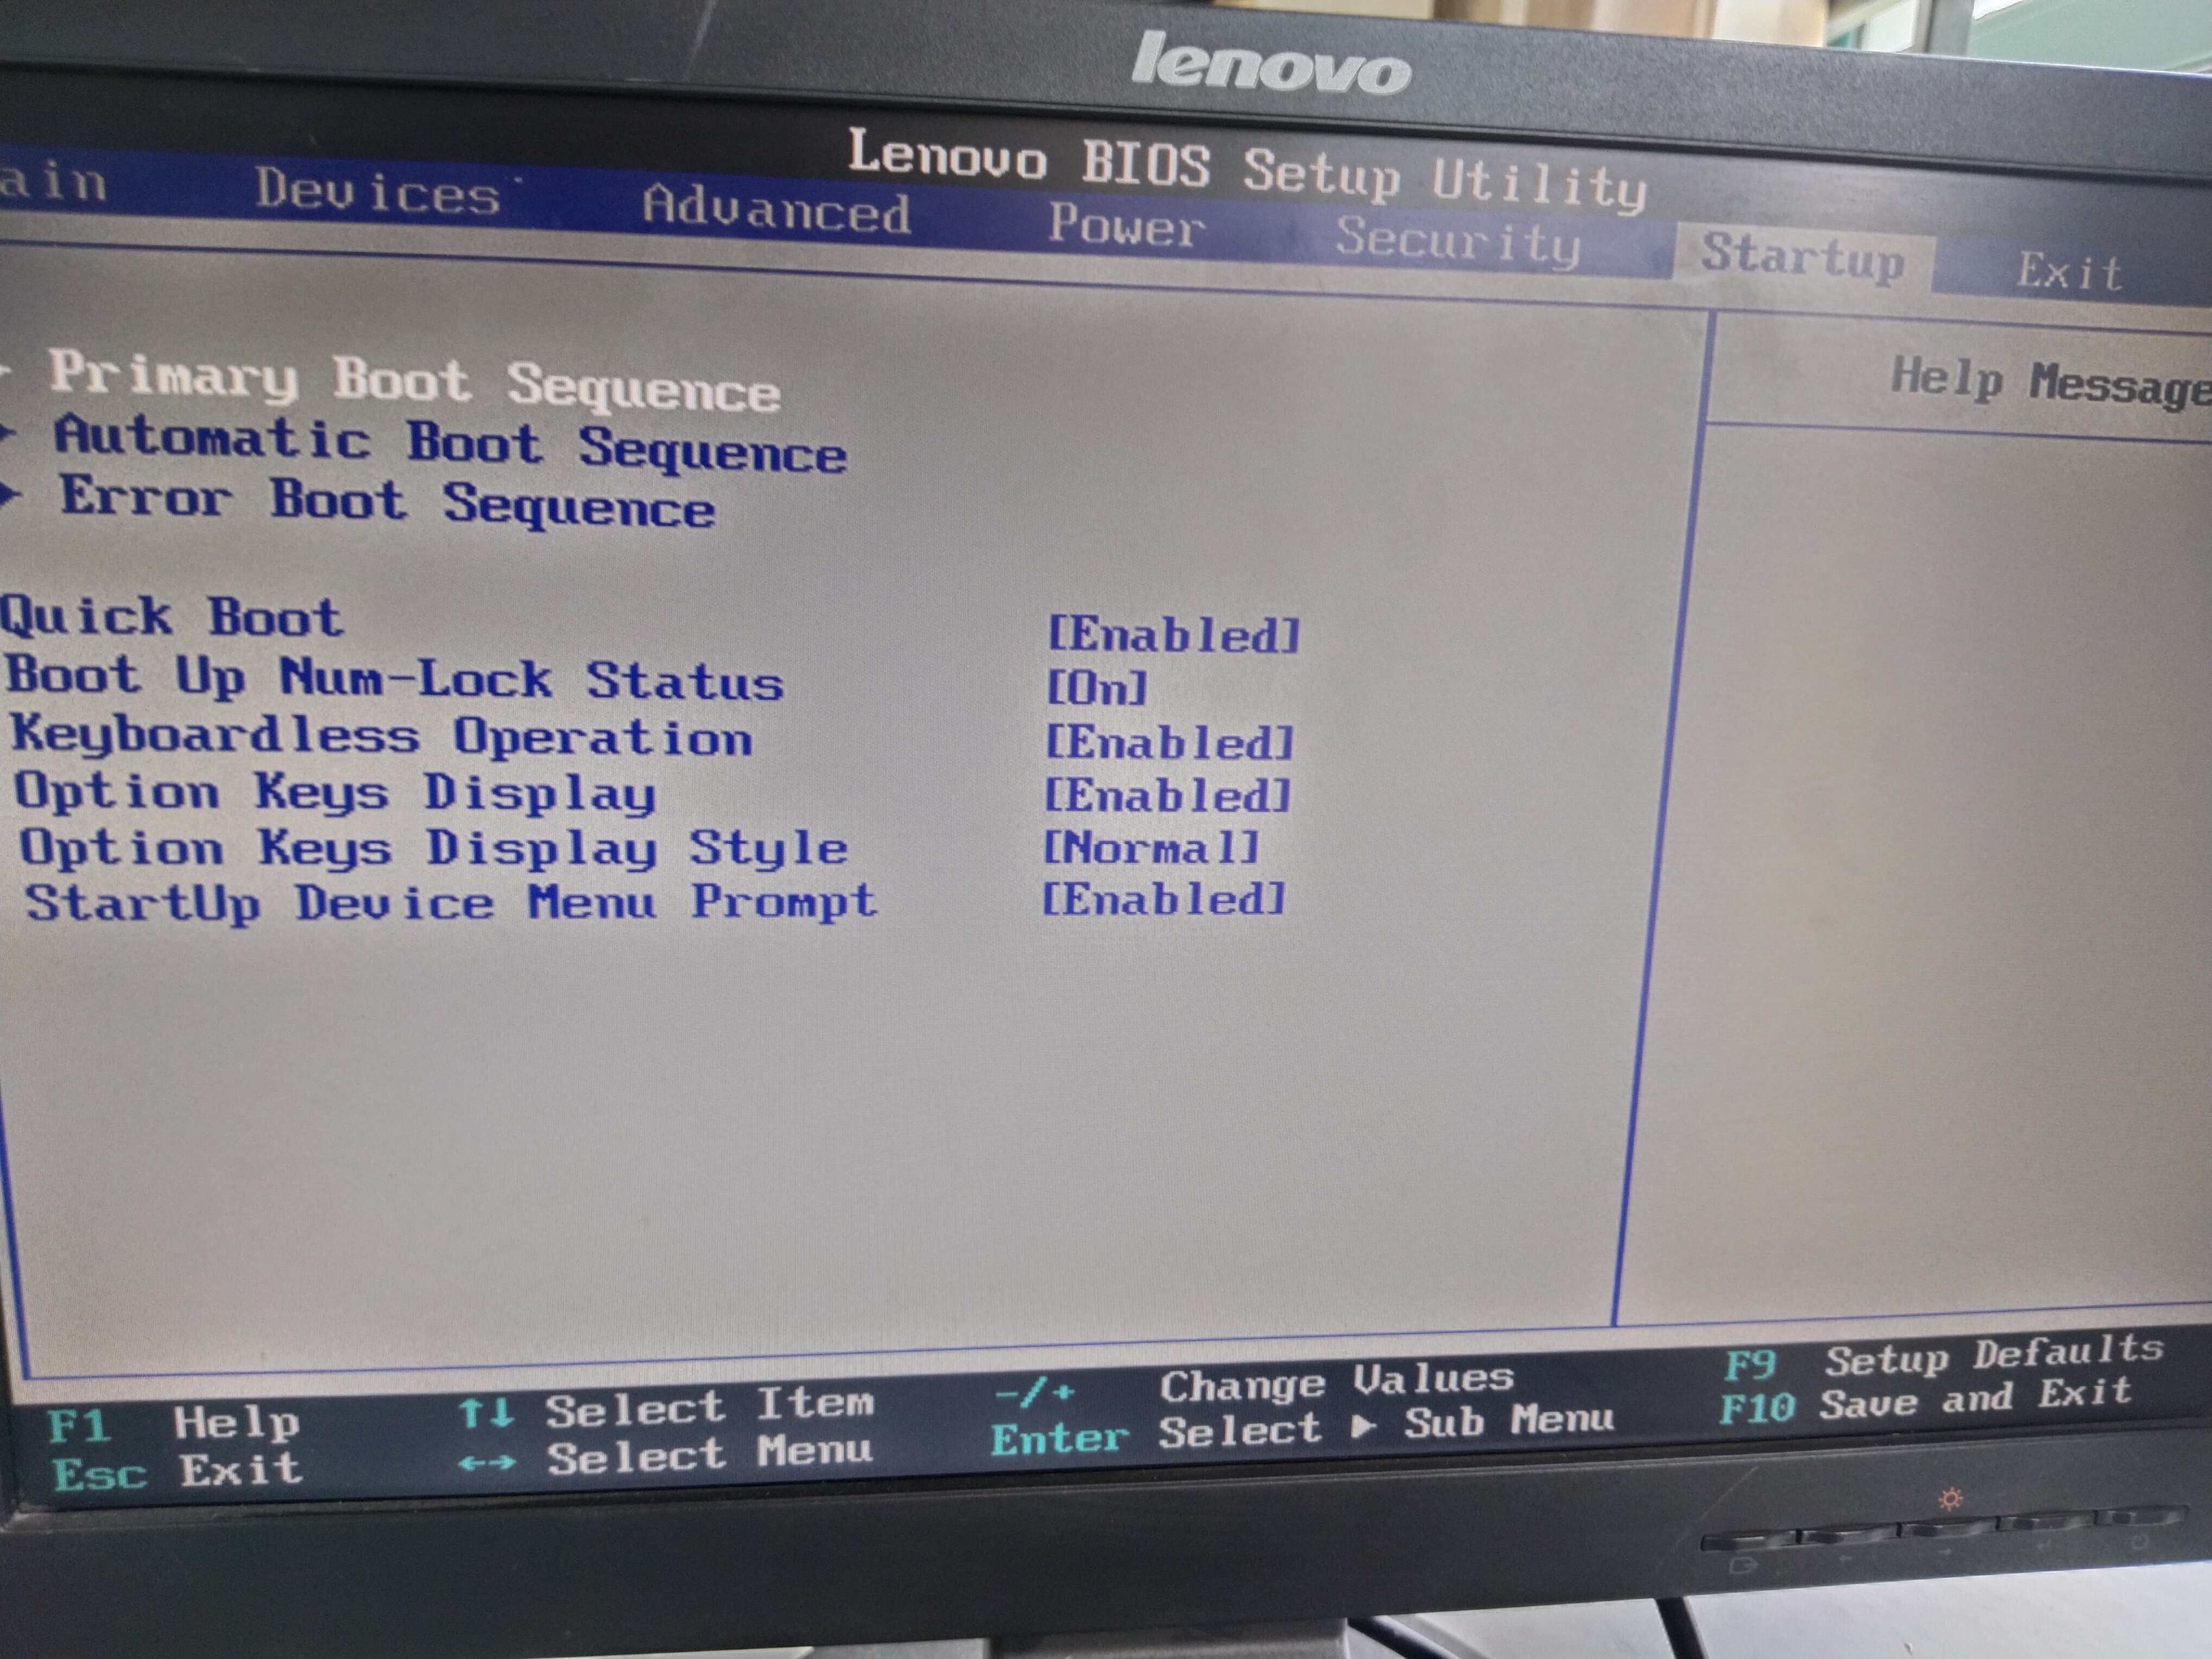 lenovo
Lenovo BIOS Setup Utility
ain Devices Advanced Power Security Startup Exit
Primary Boot Sequence
Automatic Boot Sequence
Error Boot Sequence
Help Message
Quick Boot [Enabled]
Boot Up Num-Lock Status [On]
Keyboardless Operation [Enabled]
Option Keys Display [Enabled]
Option Keys Display Style [Normal]
StartUp Device Menu Prompt [Enabled]
F1 Help ↑↓ Select Item -/+ Change Values F9 Setup Defaults
Esc Exit ←→ Select Menu Enter Select ▶ Sub Menu F10 Save and Exit